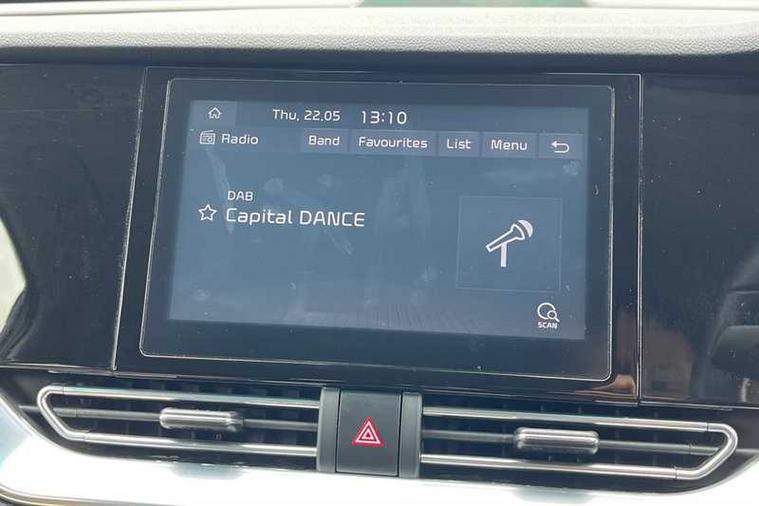 Thu, 22.05 13:10
Radio Band Favourites List Menu
DAB
Capital DANCE
SCAN